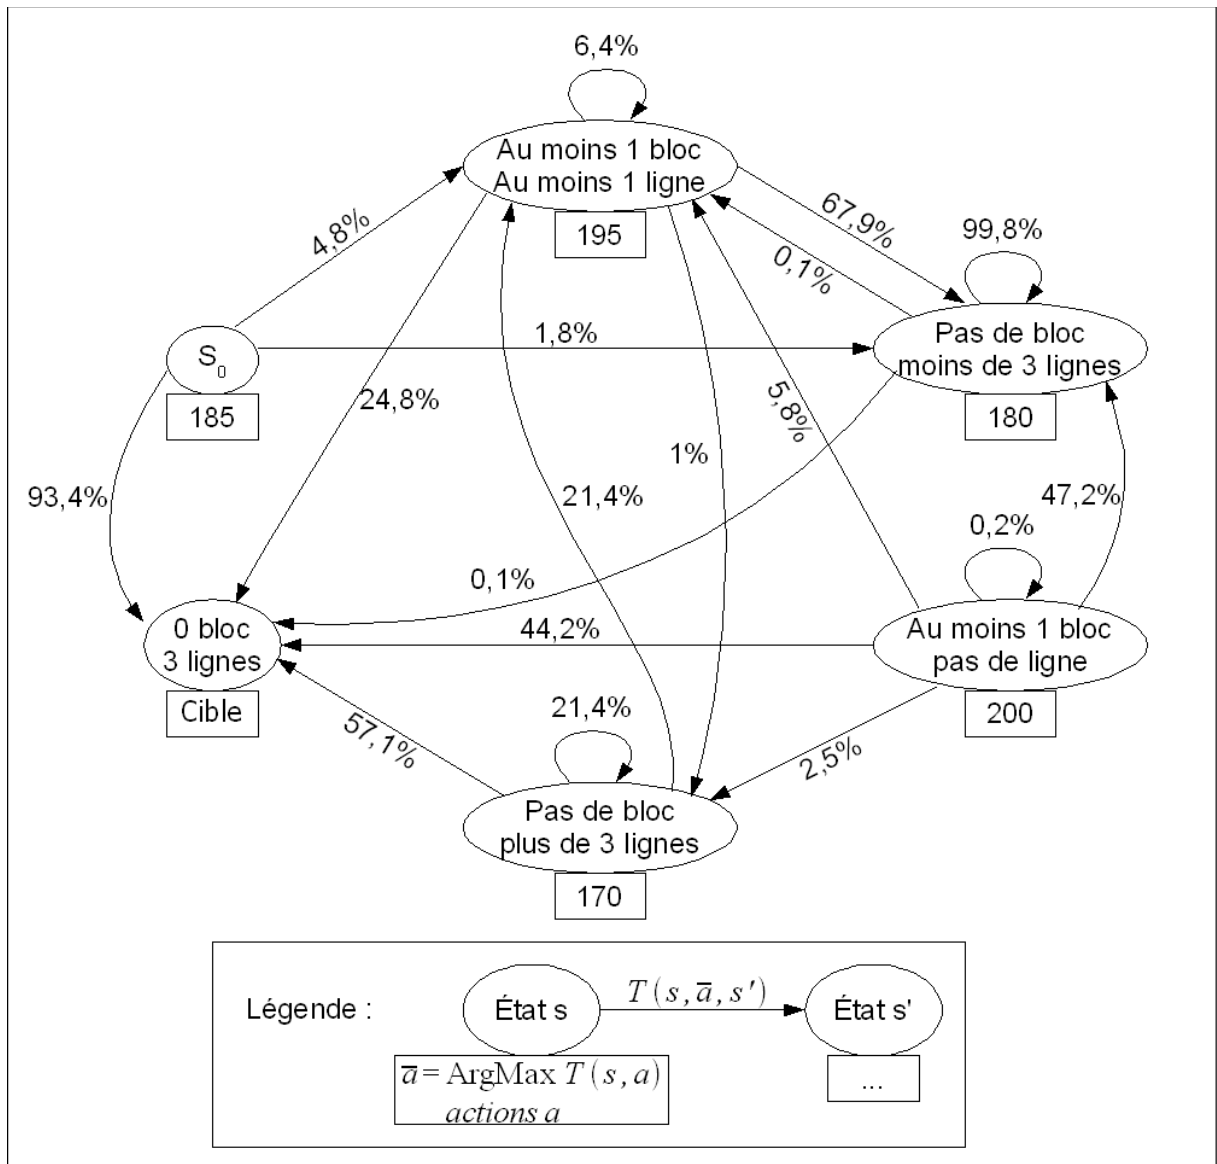 6,4%
Au moins 1 bloc
Au moins 1 ligne
195
4,8%
67,9%
0,1%
99,8%
Pas de bloc
moins de 3 lignes
180
S0
185
1,8%
24,8%
5,8%
1%
93,4%
21,4%
47,2%
0,2%
0,1%
0 bloc
3 lignes
Cible
44,2%
Au moins 1 bloc
pas de ligne
200
57,1%
21,4%
2,5%
Pas de bloc
plus de 3 lignes
170
Légende :
État s
T(s,a̅,s')
État s'
a̅=ArgMax T(s,a)
actions a
...